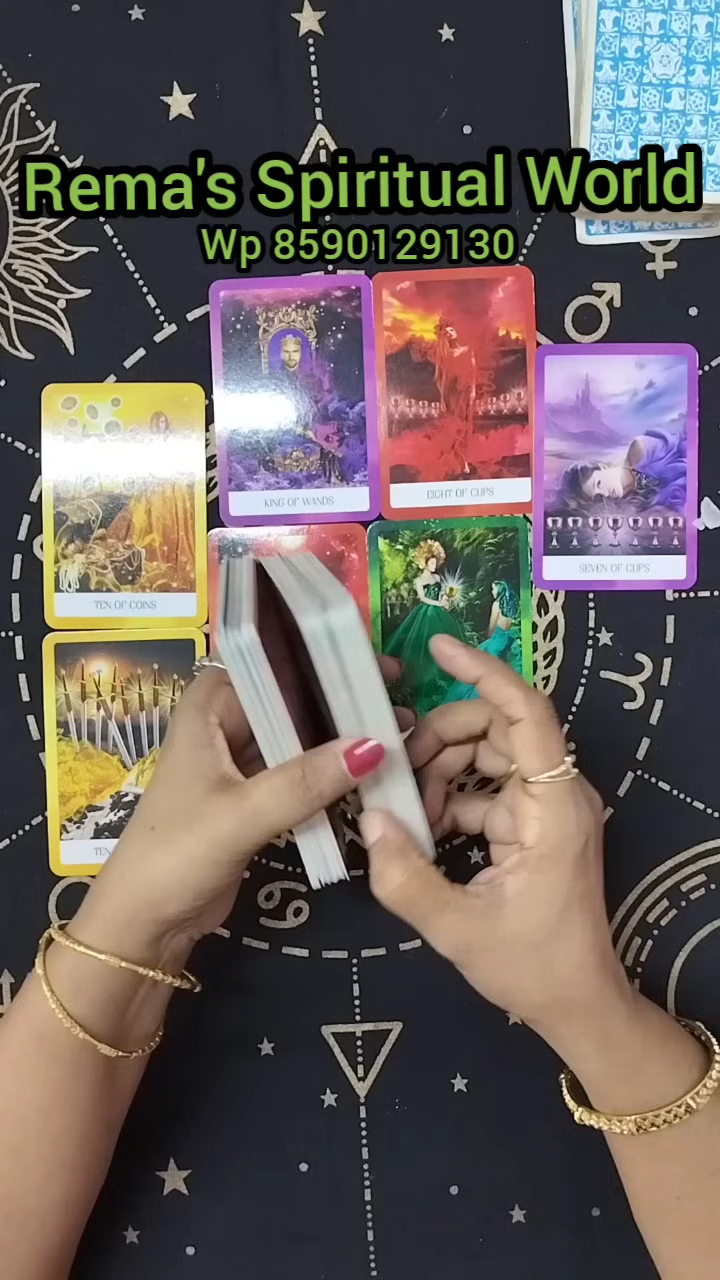 Rema's Spiritual World
Wp 8590129130
KING OF WANDS
EIGHT OF CUPS
SEVEN OF CUPS
TEN OF COINS
TEN